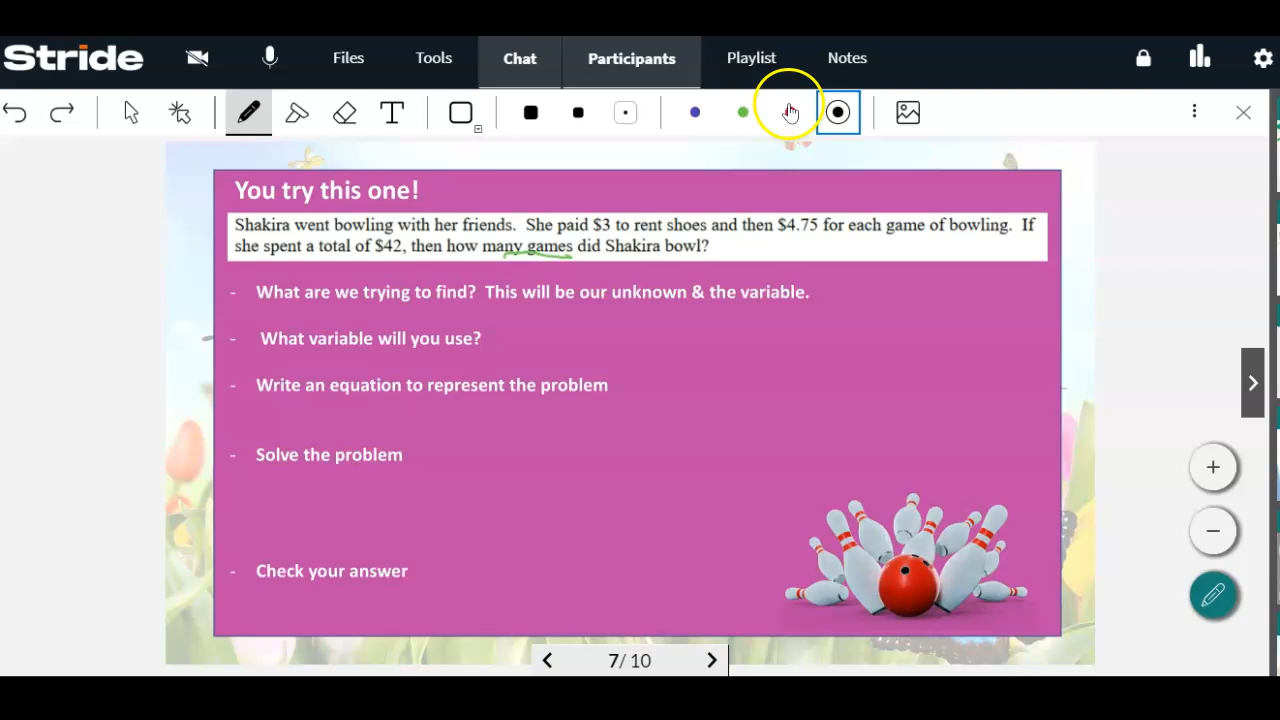 Stride Files Tools Chat Participants Playlist Notes
T
You try this one!
Shakira went bowling with her friends. She paid $3 to rent shoes and then $4.75 for each game of bowling. If
she spent a total of $42, then how many games did Shakira bowl?
- What are we trying to find? This will be our unknown & the variable.
- What variable will you use?
- Write an equation to represent the problem
- Solve the problem
- Check your answer
7/ 10